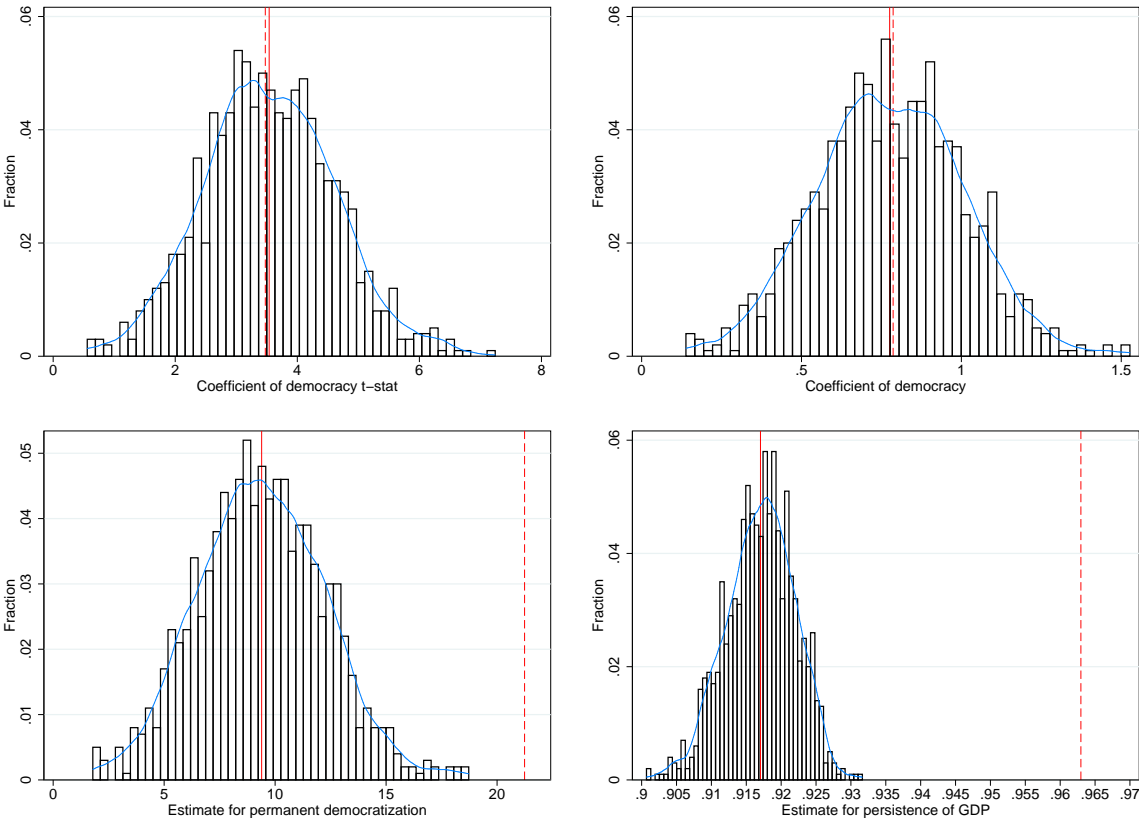 .06
.04
.02
0
Fraction
0 2 4 6 8
Coefficient of democracy t−stat
.06
.04
.02
0
Fraction
0 .5 1 1.5
Coefficient of democracy
.05
.04
.03
.02
.01
0
Fraction
0 5 10 15 20
Estimate for permanent democratization
.06
.04
.02
0
Fraction
.9 .905 .91 .915 .92 .925 .93 .935 .94 .945 .95 .955 .96 .965 .97
Estimate for persistence of GDP